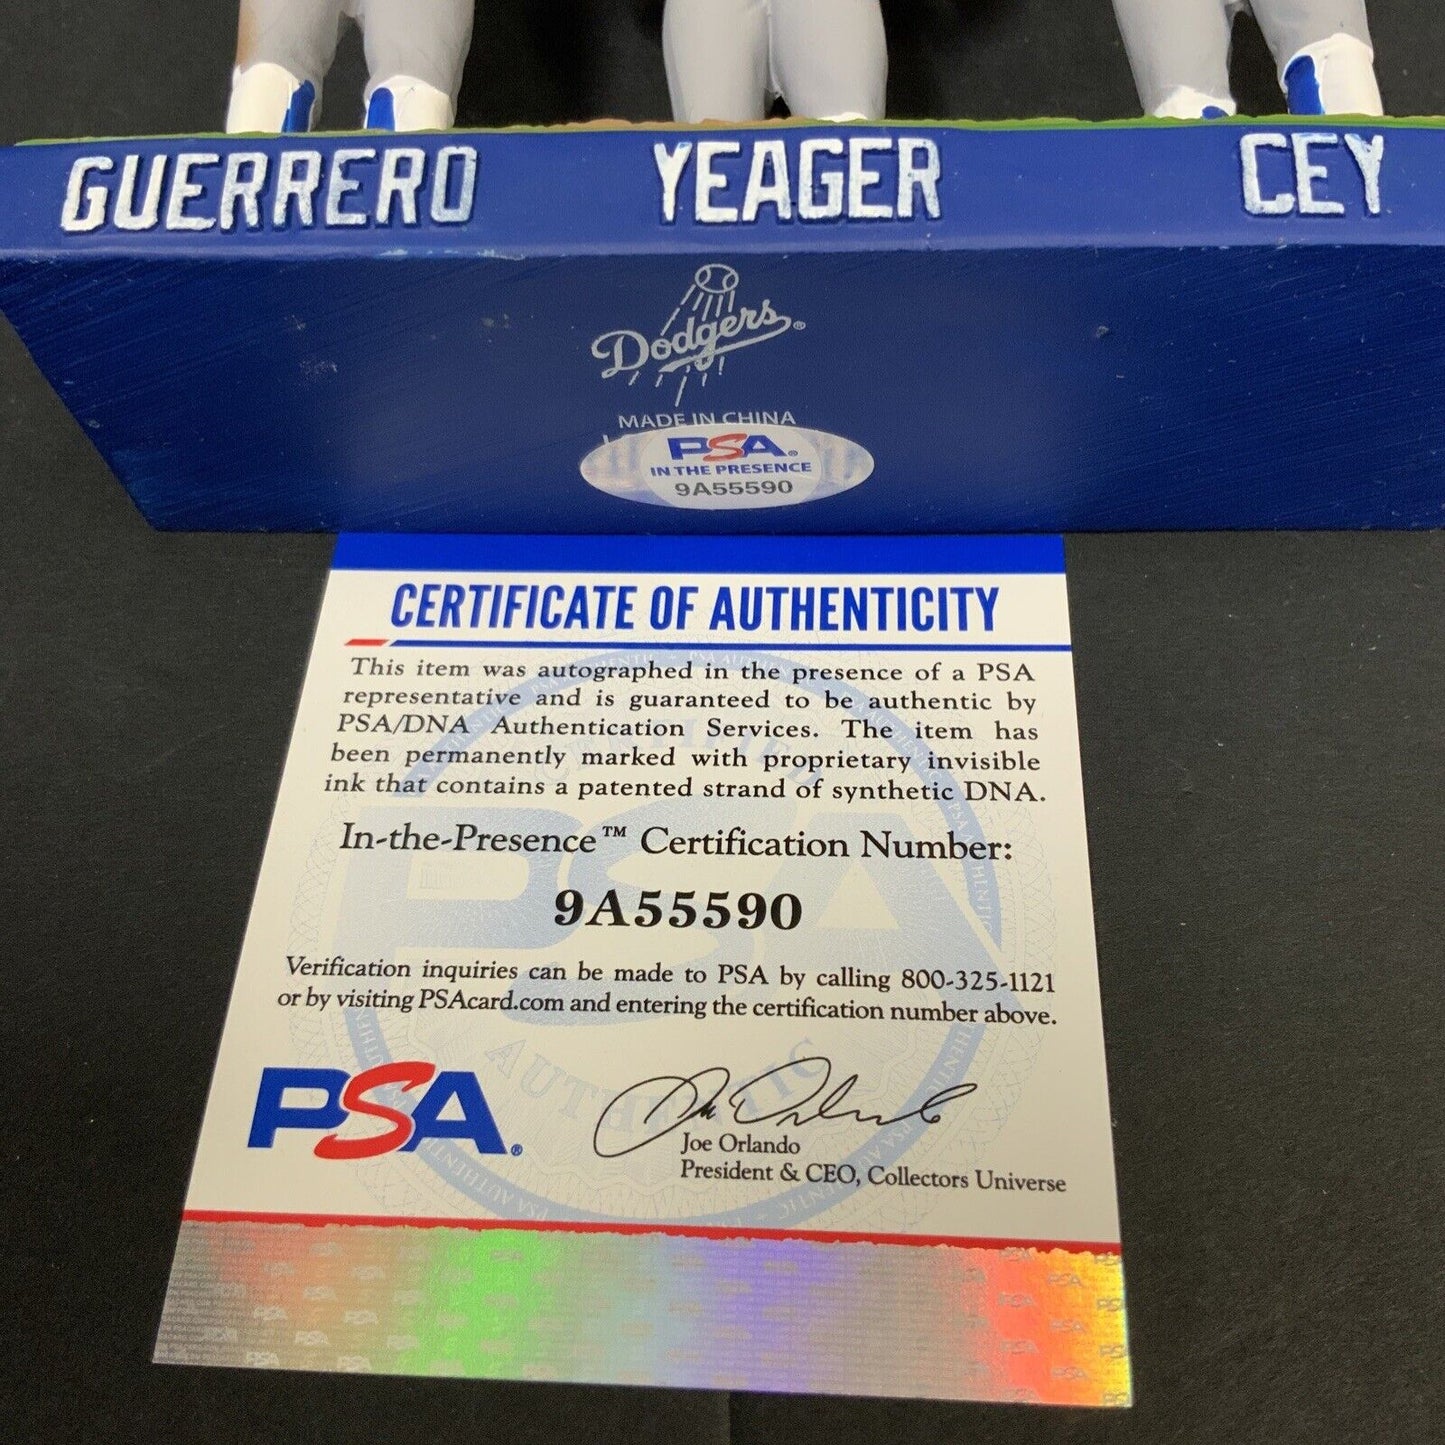 GUERRERO YEAGER CEY
Dodgers®
MADE IN CHINA
PSA®
IN THE PRESENCE
9A55590
CERTIFICATE OF AUTHENTICITY
This item was autographed in the presence of a PSA
representative and is guaranteed to be authentic by
PSA/DNA Authentication Services. The item has
been permanently marked with proprietary invisible
ink that contains a patented strand of synthetic DNA.
In-the-Presence™ Certification Number:
9A55590
Verification inquiries can be made to PSA by calling 800-325-1121
or by visiting PSAcard.com and entering the certification number above.
PSA®
Joe Orlando
Joe Orlando
President & CEO, Collectors Universe